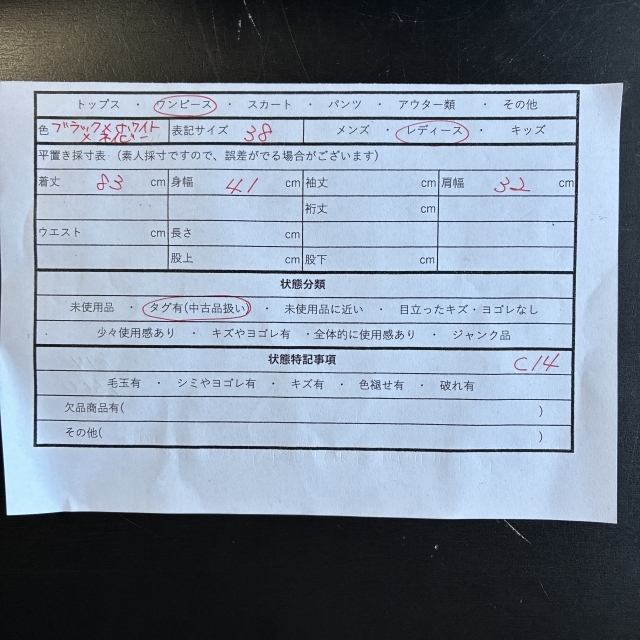 トップス ・ ワンピース ・ スカート ・ パンツ ・ アウター類 ・ その他
色 ブラック×ホワイト×ネイビー 表記サイズ 38 メンズ ・ レディース ・ キッズ
平置き採寸表 (素人採寸ですので、誤差がでる場合がございます)
着丈 83 cm 身幅 41 cm 袖丈 cm 肩幅 32 cm
裄丈 cm
ウエスト cm 長さ cm
股上 cm 股下 cm
状態分類
未使用品 ・ タグ有(中古品扱い) ・ 未使用品に近い ・ 目立ったキズ・ヨゴレなし
・ 少々使用感あり ・ キズやヨゴレ有 ・全体的に使用感あり ・ ジャンク品
状態特記事項 C14
毛玉有 ・ シミやヨゴレ有 ・ キズ有 ・ 色褪せ有 ・ 破れ有
欠品商品有( )
その他( )